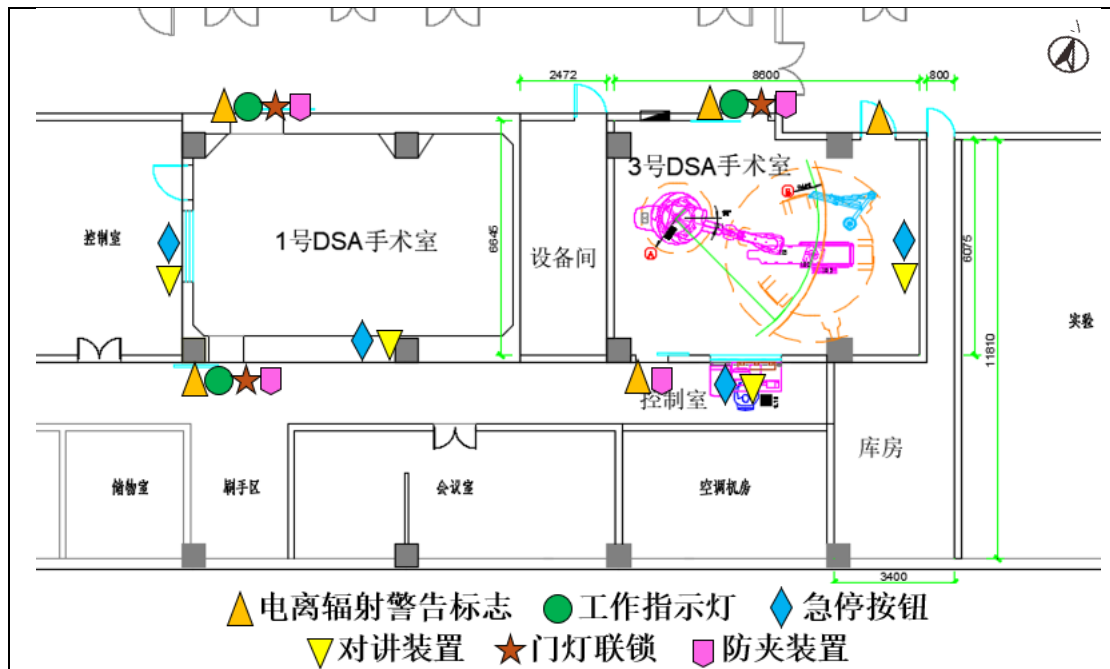 2472
8600
800
3号DSA手术室
控制室
1号DSA手术室
6645
设备间
A
B
6075
11810
实验
控制室
库房
储物室
刷手区
会议室
空调机房
3400
电离辐射警告标志
工作指示灯
急停按钮
对讲装置
门灯联锁
防夹装置